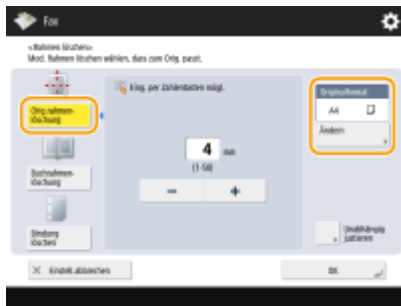 Fax
<Rahmen löschen>
Mod. Rahmen löschen wählen, dass zum Orig. passt.
Orig.rahmen-
löschung
Buchrahmen-
löschung
Bindung
löschen
Eing. per Zahlentasten mögl.
4 mm
(1-50)
− +
Originalformat
A4
Ändern
Unabhängig
justieren
Einstell. abbrechen
OK